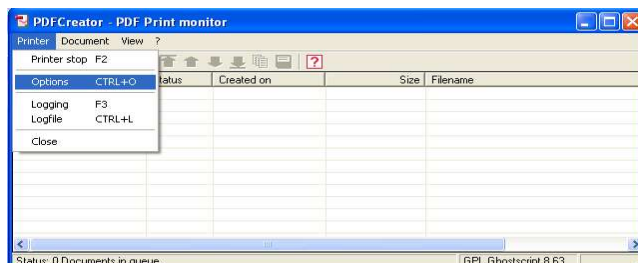 PDFCreator - PDF Print monitor
Printer Document View ?
Printer stop F2
Options CTRL+O
Logging F3
Logfile CTRL+L
Close
tatus Created on Size Filename
Status: 0 Documents in queue GPL Ghostscript 8.63